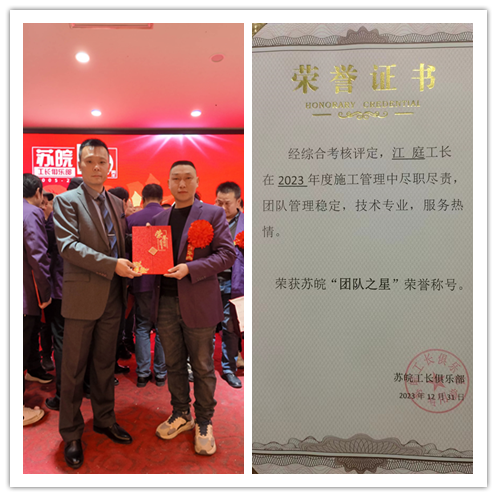 苏皖
工长俱乐部
荣誉证书
HONORARY CREDENTIAL
经综合考核评定，江 庭工长
在 2023 年度施工管理中尽职尽责，
团队管理稳定，技术专业，服务热
情。
荣获苏皖“团队之星”荣誉称号。
苏皖工长俱乐部
2023 年 12 月 31 日